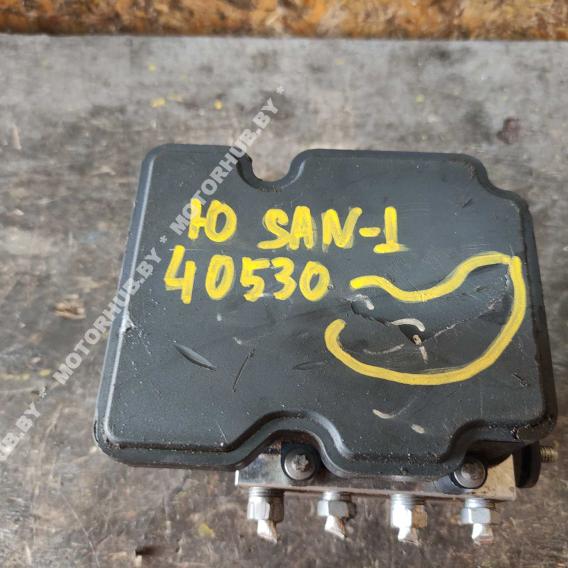 Ю SAN-1
40530
* MOTORHUB.BY * MOTORHUB.BY *